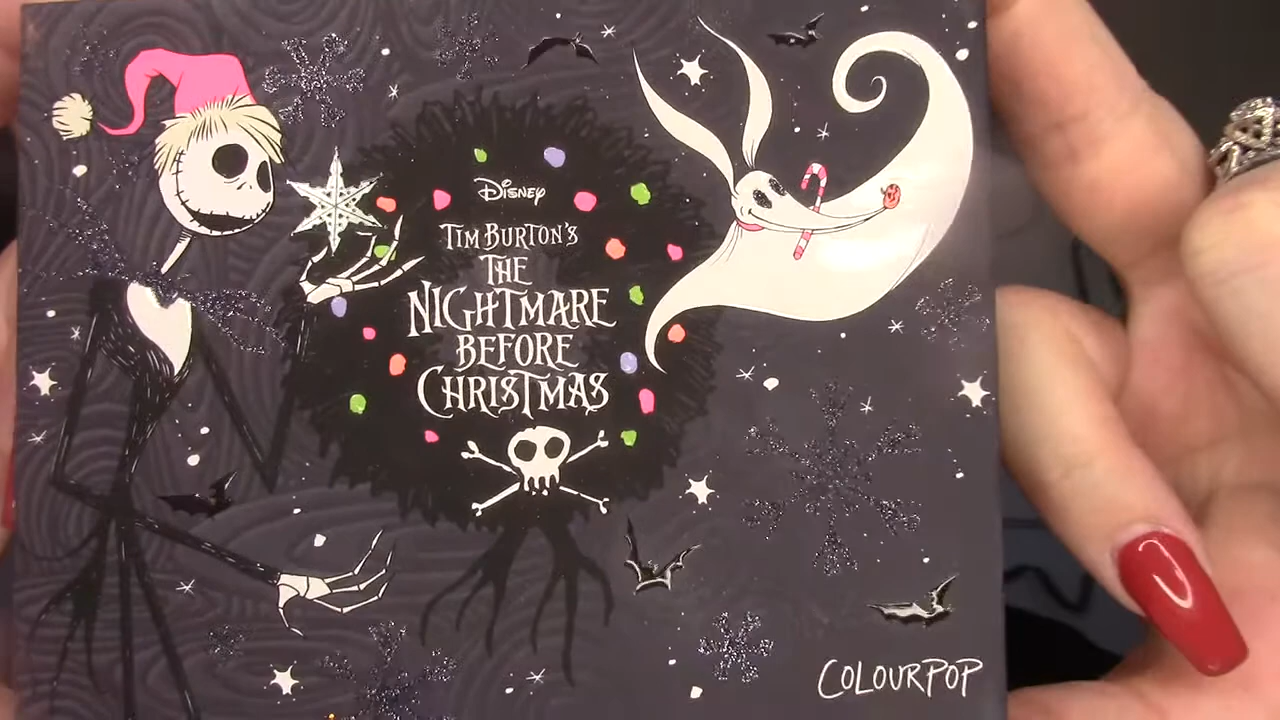 Disney
TIM BURTON'S
THE
NIGHTMARE
BEFORE
CHRISTMAS
COLOURPOP